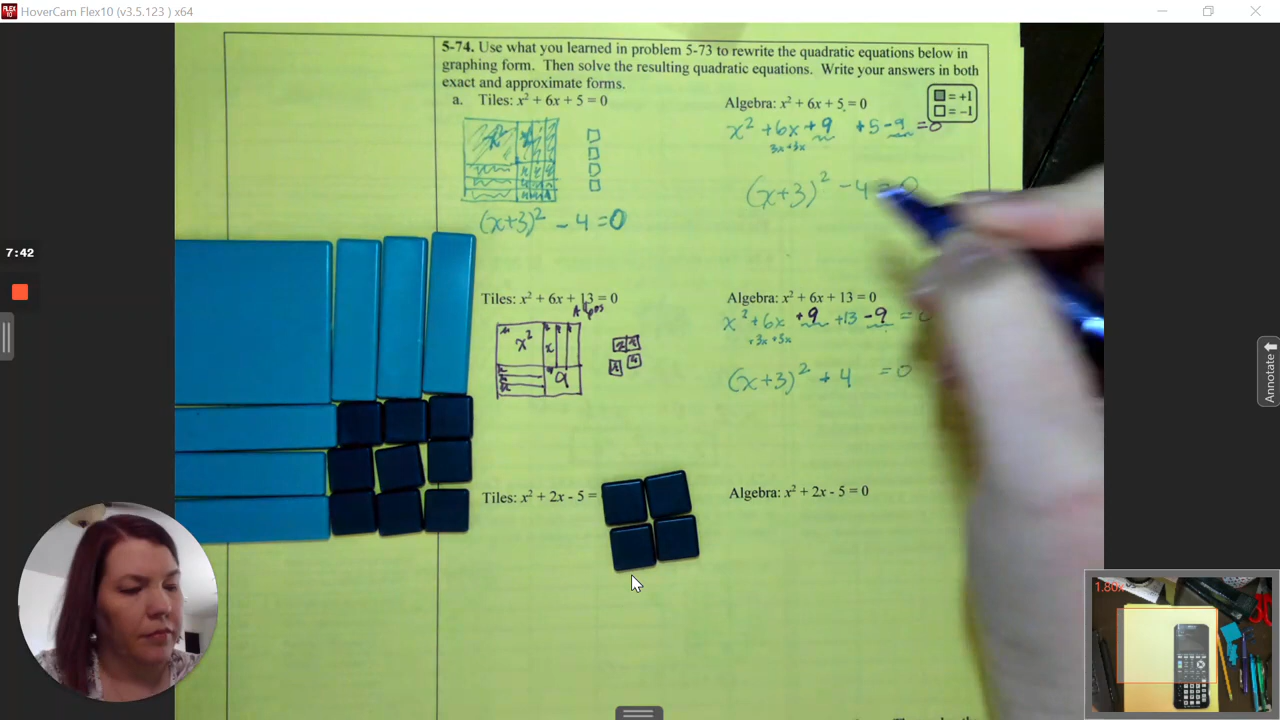 HoverCam Flex10 (v3.5.123 ) x64
5-74. Use what you learned in problem 5-73 to rewrite the quadratic equations below in
graphing form. Then solve the resulting quadratic equations. Write your answers in both
exact and approximate forms.
a. Tiles: x² + 6x + 5 = 0
Algebra: x² + 6x + 5 = 0
= +1
= −1
x² + 6x + 9 + 5 - 9 = 0
3x + 3x
(x+3)² - 4 = 0
(x+3)² - 4 = 0
7:42
Tiles: x² + 6x + 13 = 0
Algebra: x² + 6x + 13 = 0
x² + 6x + 9 + 13 - 9 = 0
+3x +3x
x²
x
9
(x+3)² + 4 = 0
Annotate
Tiles: x² + 2x - 5 =
Algebra: x² + 2x - 5 = 0
1.80x